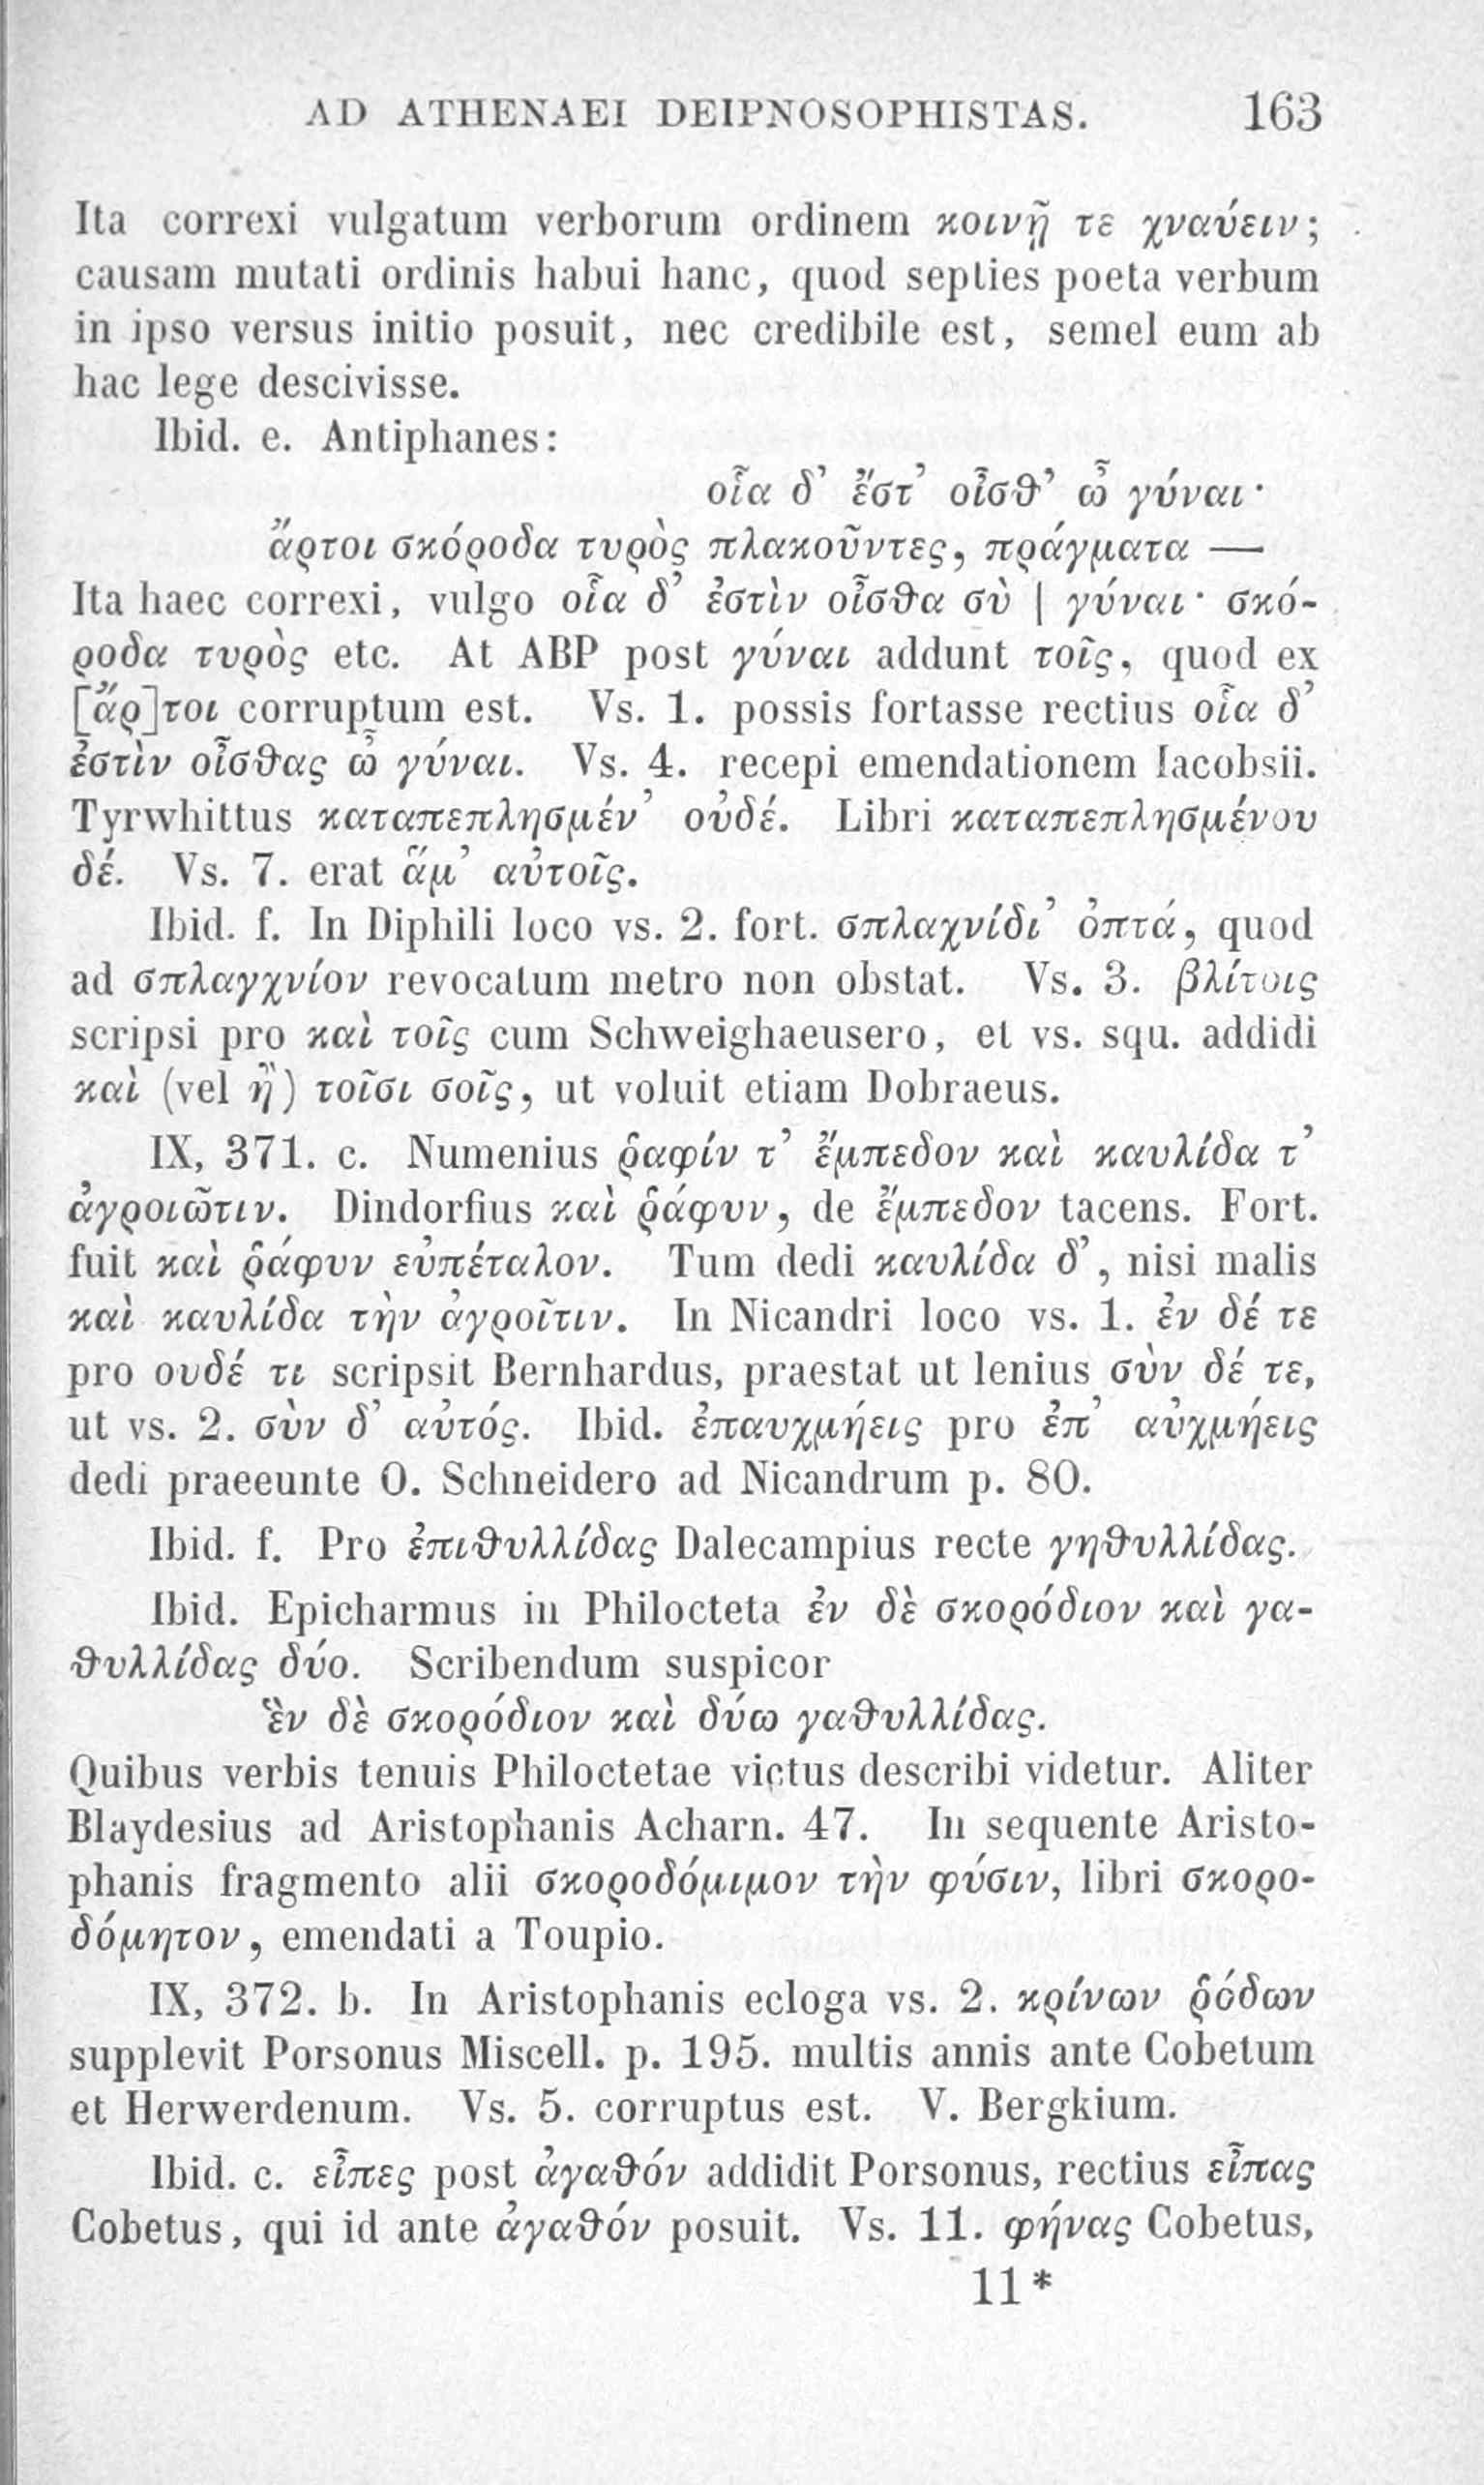 AD ATHENAEI DEIPNOSOPHISTAS. 163
Ita correxi vulgatum verborum ordinem κοινῇ τε χναύειν;
causam mutati ordinis habui hanc, quod septies poeta verbum
in ipso versus initio posuit, nec credibile est, semel eum ab
hac lege descivisse.
Ibid. e. Antiphanes:
οἷα δ’ ἔστ’ οἶσθ’ ὦ γύναι·
ἄρτοι σκόροδα τυρὸς πλακοῦντες, πράγματα —
Ita haec correxi, vulgo οἷα δ’ ἐστὶν οἶσθα σὺ | γύναι· σκό-
ροδα τυρὸς etc. At ABP post γύναι addunt τοῖς, quod ex
[ἄρ]τοι corruptum est. Vs. 1. possis fortasse rectius οἷα δ’
ἐστὶν οἶσθας ὦ γύναι. Vs. 4. recepi emendationem Iacobsii.
Tyrwhittus καταπεπλησμέν’ οὐδέ. Libri καταπεπλησμένου
δέ. Vs. 7. erat ἅμ’ αὐτοῖς.
Ibid. f. In Diphili loco vs. 2. fort. σπλαχνίδι’ ὀπτά, quod
ad σπλαγχνίον revocatum metro non obstat. Vs. 3. βλίτοις
scripsi pro καὶ τοῖς cum Schweighaeusero, et vs. squ. addidi
καὶ (vel ἢ) τοῖσι σοῖς, ut voluit etiam Dobraeus.
IX, 371. c. Numenius ῥαφίν τ’ ἔμπεδον καὶ καυλίδα τ’
ἀγροιῶτιν. Dindorfius καὶ ῥάφυν, de ἔμπεδον tacens. Fort.
fuit καὶ ῥάφυν εὐπέταλον. Tum dedi καυλίδα δ’, nisi malis
καὶ καυλίδα τὴν ἀγροῖτιν. In Nicandri loco vs. 1. ἐν δέ τε
pro ουδέ τι scripsit Bernhardus, praestat ut lenius σὺν δέ τε,
ut vs. 2. σὺν δ’ αὐτός. Ibid. ἐπαυχμήεις pro ἐπ’ αὐχμήεις
dedi praeeunte O. Schneidero ad Nicandrum p. 80.
Ibid. f. Pro ἐπιθυλλίδας Dalecampius recte γηθυλλίδας.
Ibid. Epicharmus in Philocteta ἐν δὲ σκορόδιον καὶ γα-
θυλλίδας δύο. Scribendum suspicor
ἓν δὲ σκορόδιον καὶ δύω γαθυλλίδας.
Quibus verbis tenuis Philoctetae victus describi videtur. Aliter
Blaydesius ad Aristophanis Acharn. 47. In sequente Aristo-
phanis fragmento alii σκοροδόμιμον τὴν φύσιν, libri σκορο-
δόμητον, emendati a Toupio.
IX, 372. b. In Aristophanis ecloga vs. 2. κρίνων ῥόδων
supplevit Porsonus Miscell. p. 195. multis annis ante Cobetum
et Herwerdenum. Vs. 5. corruptus est. V. Bergkium.
Ibid. c. εἶπες post ἀγαθόν addidit Porsonus, rectius εἶπας
Cobetus, qui id ante ἀγαθόν posuit. Vs. 11. φήνας Cobetus,
11*